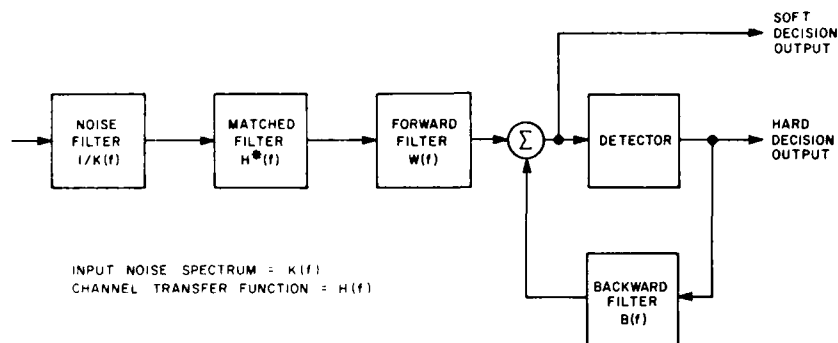 SOFT
DECISION
OUTPUT
NOISE
FILTER
1/K(f)
MATCHED
FILTER
H*(f)
FORWARD
FILTER
W(f)
Σ
DETECTOR
HARD
DECISION
OUTPUT
INPUT NOISE SPECTRUM = K(f)
CHANNEL TRANSFER FUNCTION = H(f)
BACKWARD
FILTER
B(f)